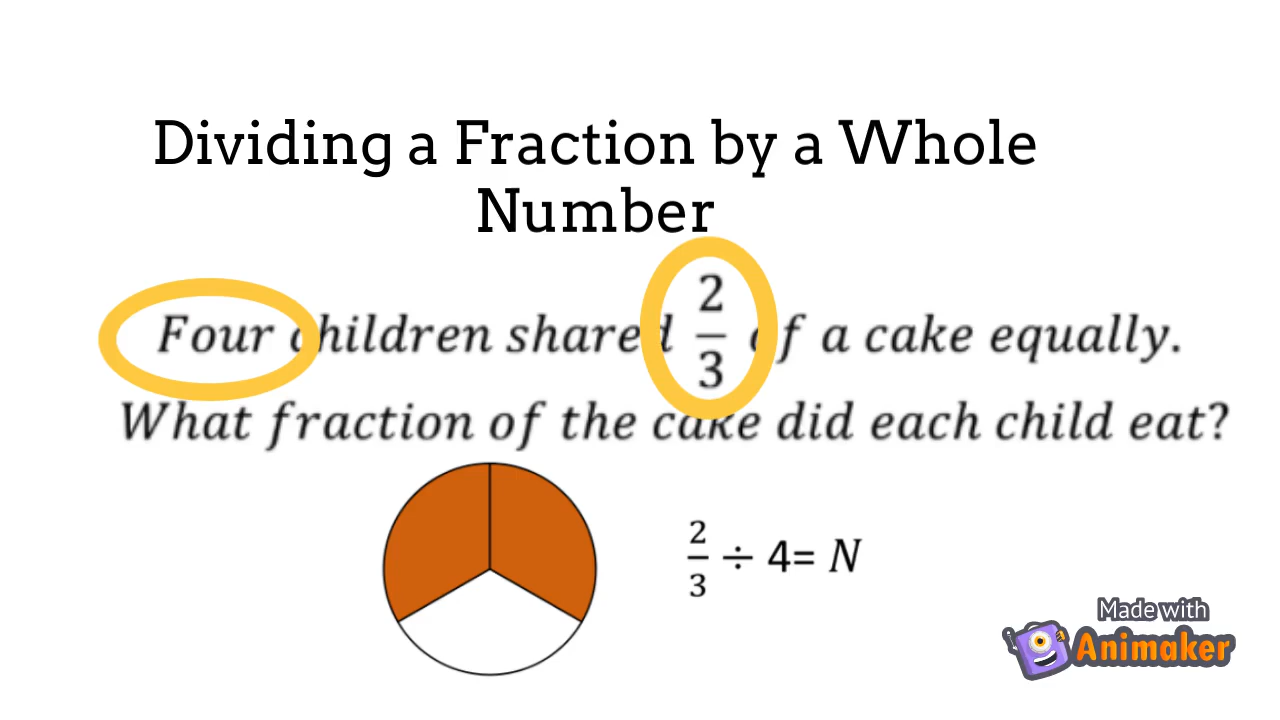 Dividing a Fraction by a Whole
Number
Four children shared 2/3 of a cake equally.
What fraction of the cake did each child eat?
2/3 ÷ 4= N
Made with
Animaker